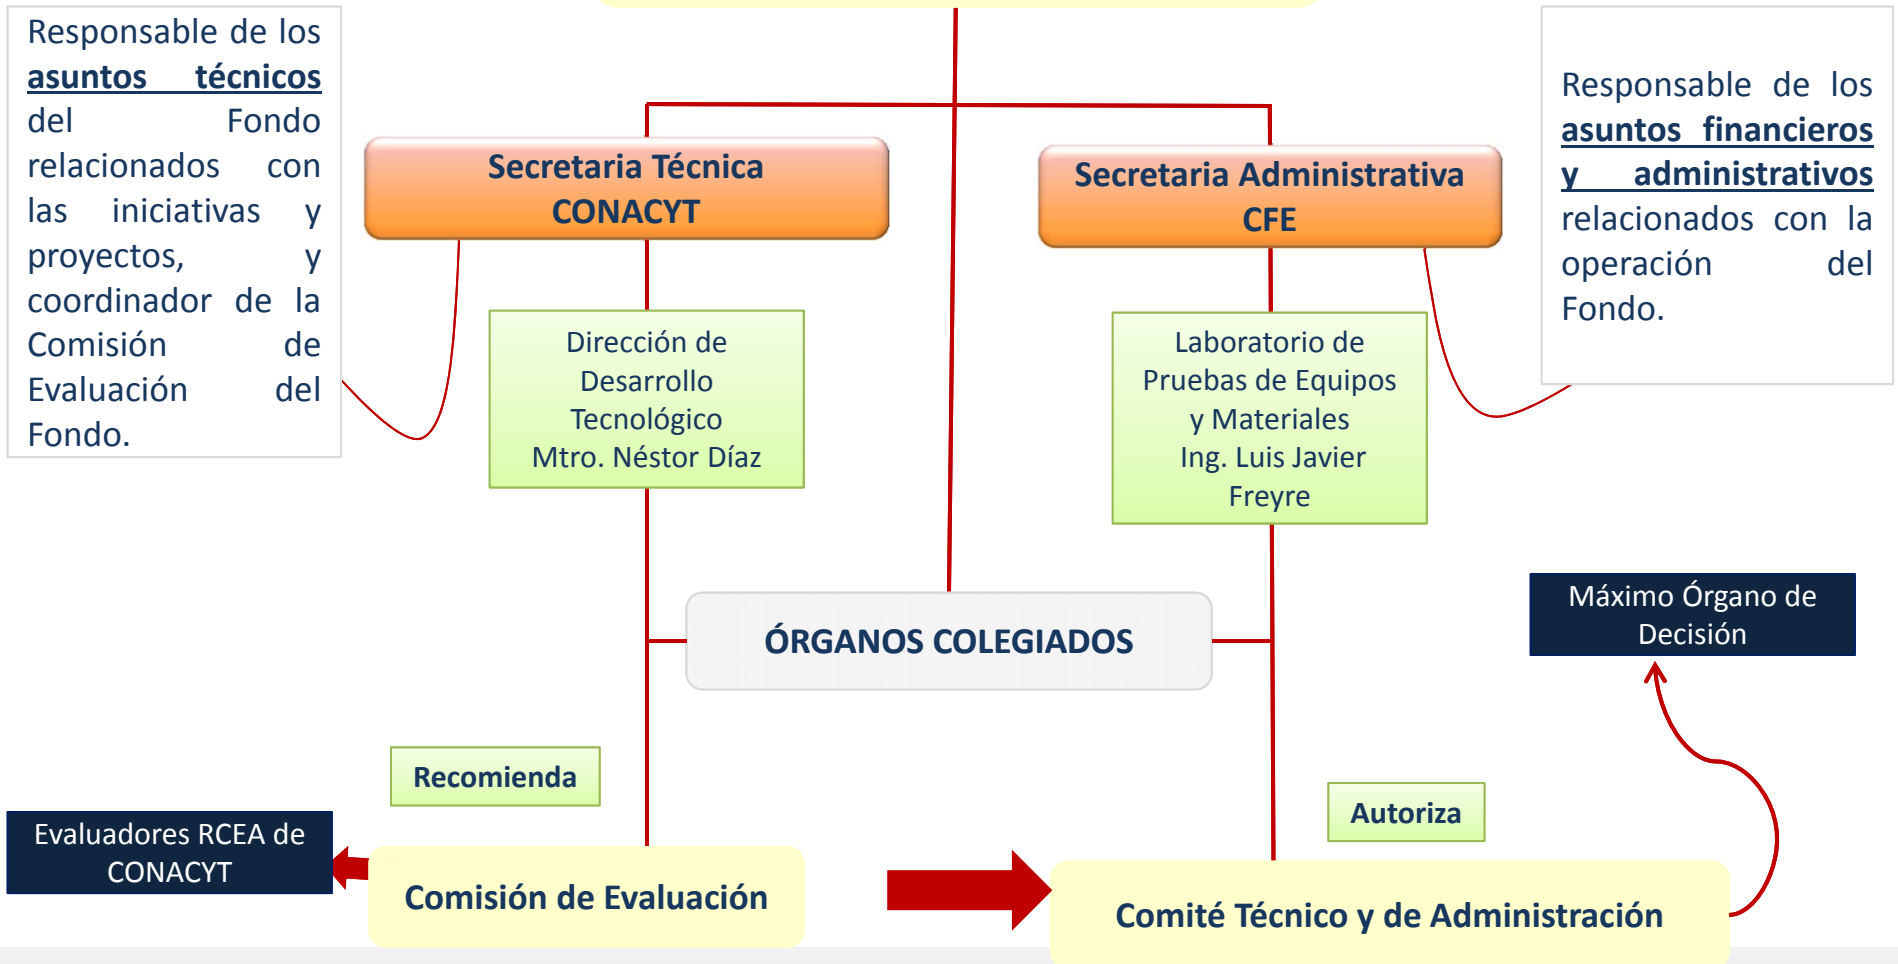 Responsable de los
asuntos técnicos
del Fondo
relacionados con
las iniciativas y
proyectos, y
coordinador de la
Comisión de
Evaluación del
Fondo.
Secretaria Técnica
CONACYT
Secretaria Administrativa
CFE
Responsable de los
asuntos financieros
y administrativos
relacionados con la
operación del
Fondo.
Dirección de
Desarrollo
Tecnológico
Mtro. Néstor Díaz
Laboratorio de
Pruebas de Equipos
y Materiales
Ing. Luis Javier
Freyre
ÓRGANOS COLEGIADOS
Máximo Órgano de
Decisión
Recomienda
Autoriza
Evaluadores RCEA de
CONACYT
Comisión de Evaluación
Comité Técnico y de Administración